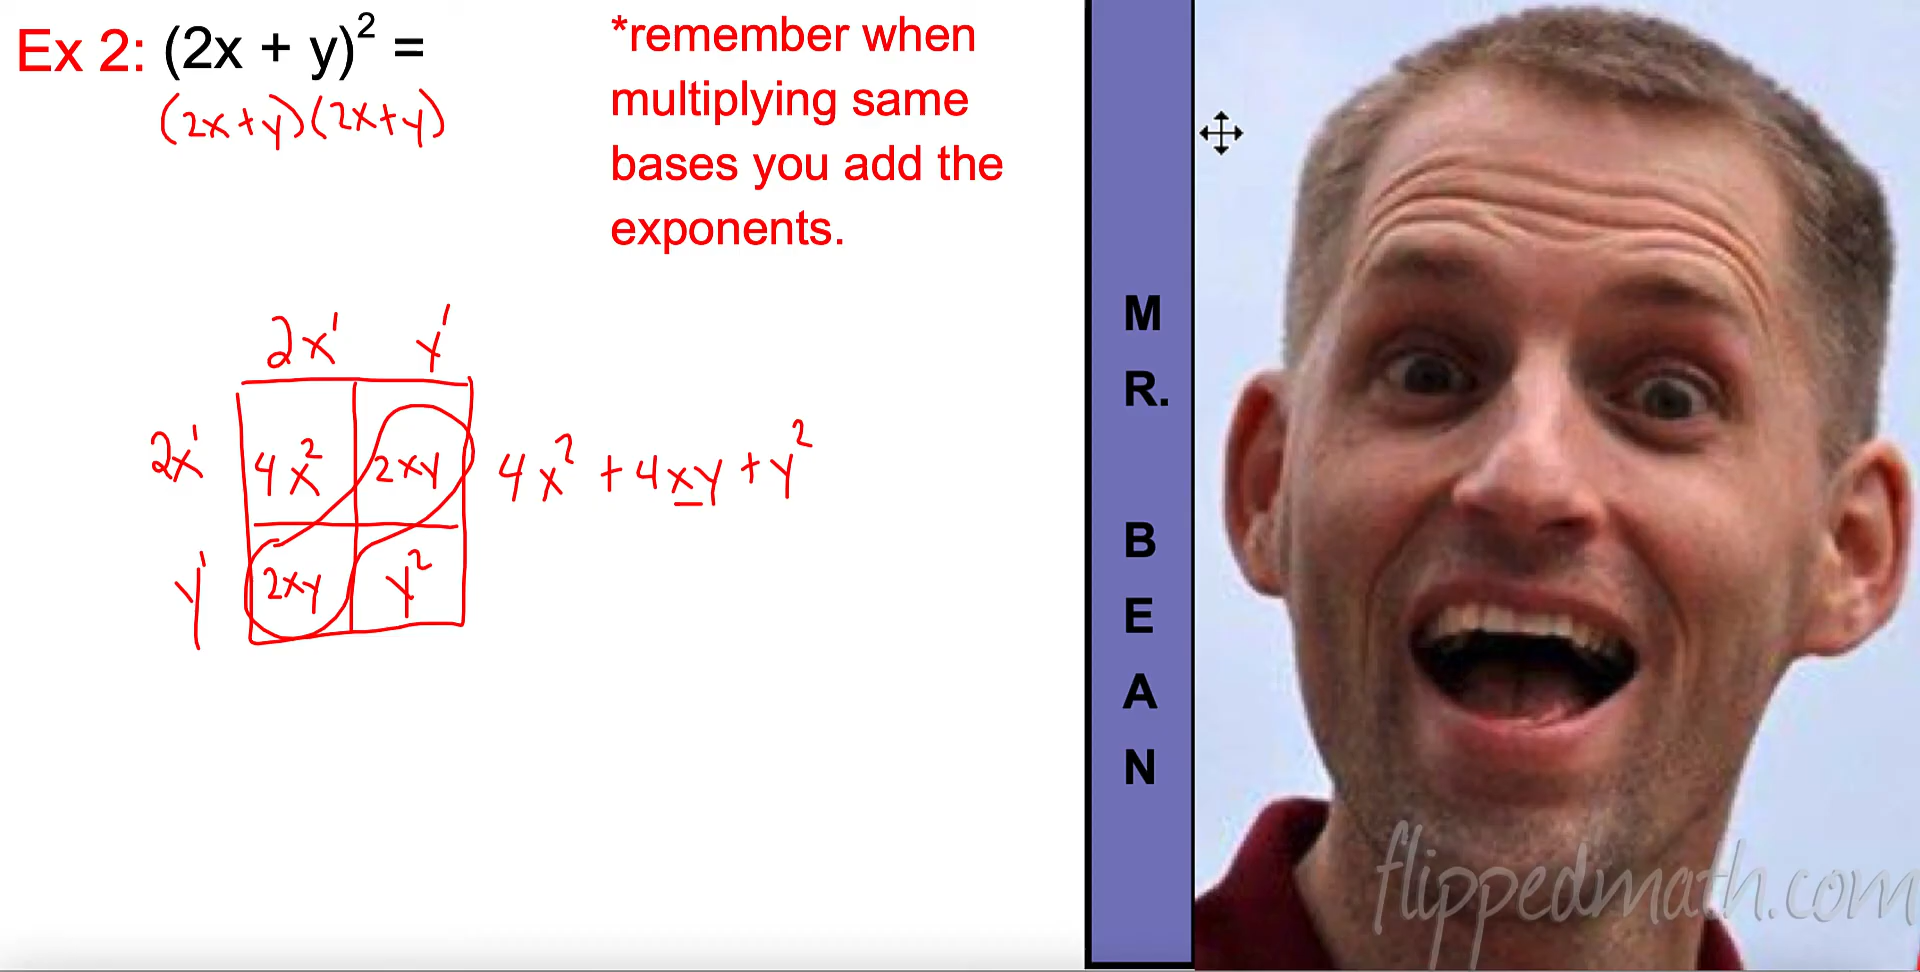 Ex 2: (2x + y)² =
(2x+y)(2x+y)
*remember when
multiplying same
bases you add the
exponents.
2x¹ y¹
2x¹ 4x² 2xy 4x² + 4xy + y²
y¹ 2xy y²
M
R.
B
E
A
N
flippedmath.com